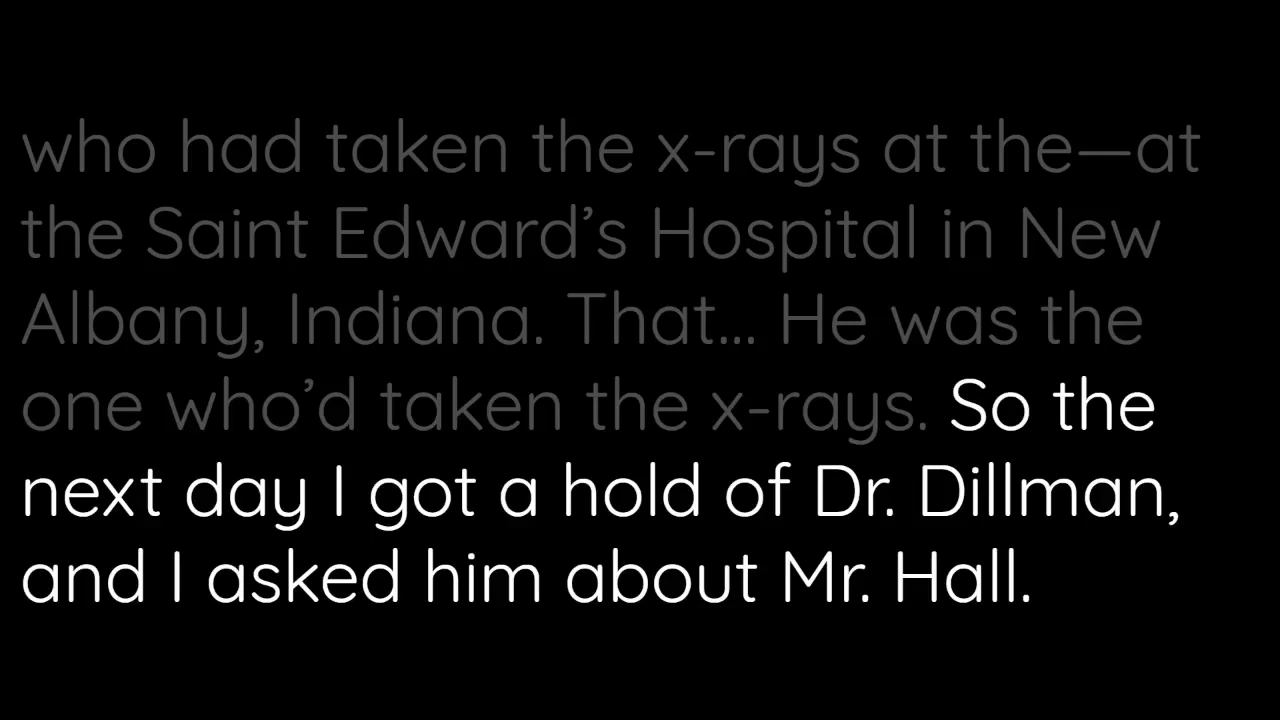 who had taken the x-rays at the—at
the Saint Edward’s Hospital in New
Albany, Indiana. That... He was the
one who’d taken the x-rays. So the
next day I got a hold of Dr. Dillman,
and I asked him about Mr. Hall.